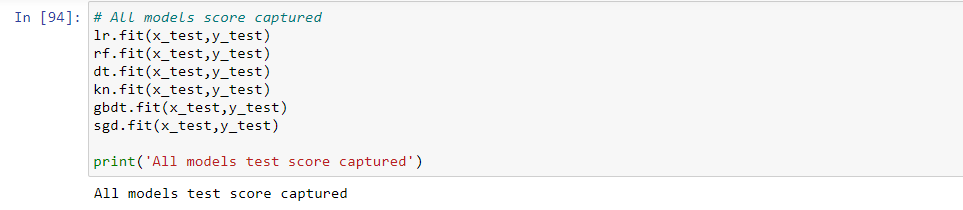 In [94]: # All models score captured
lr.fit(x_test,y_test)
rf.fit(x_test,y_test)
dt.fit(x_test,y_test)
kn.fit(x_test,y_test)
gbdt.fit(x_test,y_test)
sgd.fit(x_test,y_test)
print('All models test score captured')
All models test score captured